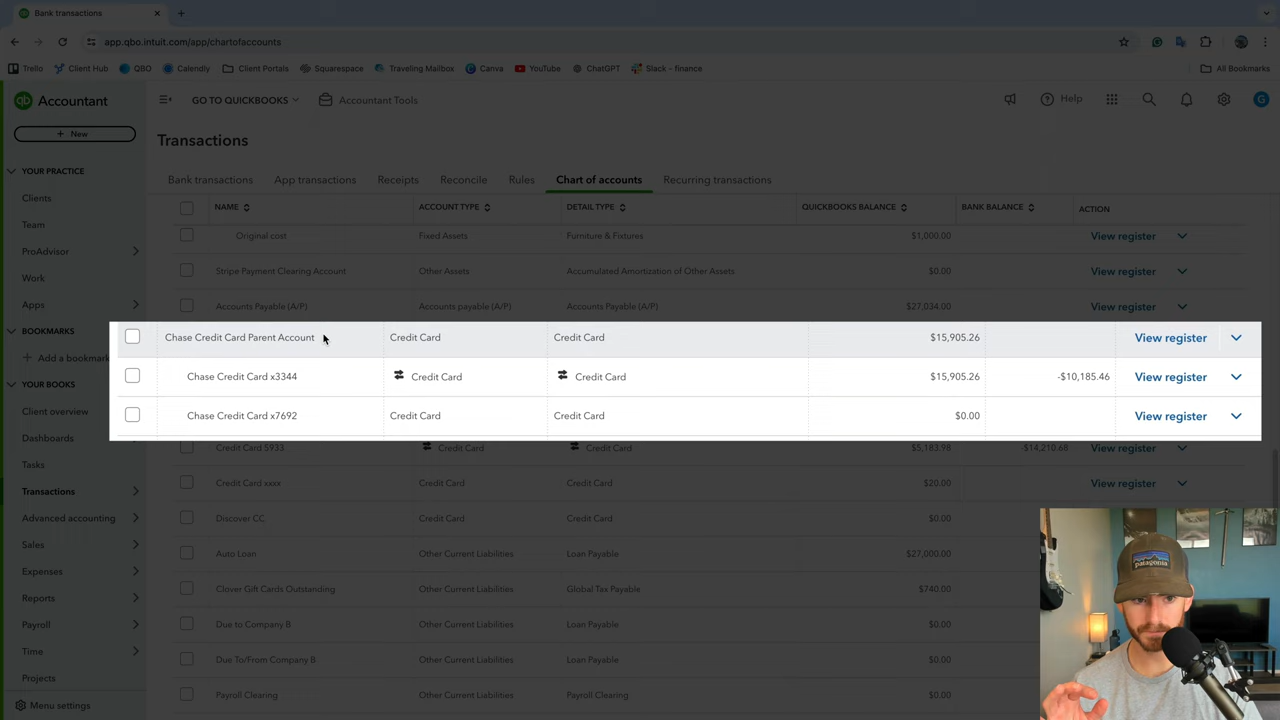 Bank transactions
app.qbo.intuit.com/app/chartofaccounts
Trello Client Hub QBO Calendly Client Portals Squarespace Traveling Mailbox Canva YouTube ChatGPT Slack - finance All Bookmarks
qb Accountant GO TO QUICKBOOKS Accountant Tools Help G
+ New
Transactions
YOUR PRACTICE
Clients
Team
ProAdvisor
Work
Apps
BOOKMARKS
+ Add a bookmark
YOUR BOOKS
Client overview
Dashboards
Tasks
Transactions
Advanced accounting
Sales
Expenses
Reports
Payroll
Time
Projects
Menu settings
Bank transactions App transactions Receipts Reconcile Rules Chart of accounts Recurring transactions
NAME ACCOUNT TYPE DETAIL TYPE QUICKBOOKS BALANCE BANK BALANCE ACTION
Original cost Fixed Assets Furniture & Fixtures $1,000.00 View register
Stripe Payment Clearing Account Other Assets Accumulated Amortization of Other Assets $0.00 View register
Accounts Payable (A/P) Accounts payable (A/P) Accounts Payable (A/P) $27,034.00 View register
Chase Credit Card Parent Account Credit Card Credit Card $15,905.26 View register
Chase Credit Card x3344 Credit Card Credit Card $15,905.26 -$10,185.46 View register
Chase Credit Card x7692 Credit Card Credit Card $0.00 View register
Credit Card 5933 Credit Card Credit Card $5,183.98 -$14,210.68 View register
Credit Card xxxx Credit Card Credit Card $20.00 View register
Discover CC Credit Card Credit Card $0.00
Auto Loan Other Current Liabilities Loan Payable $27,000.00
Clover Gift Cards Outstanding Other Current Liabilities Global Tax Payable $740.00
Due to Company B Other Current Liabilities Loan Payable $0.00
Due To/From Company B Other Current Liabilities Loan Payable $0.00
Payroll Clearing Other Current Liabilities Payroll Clearing $0.00
patagonia